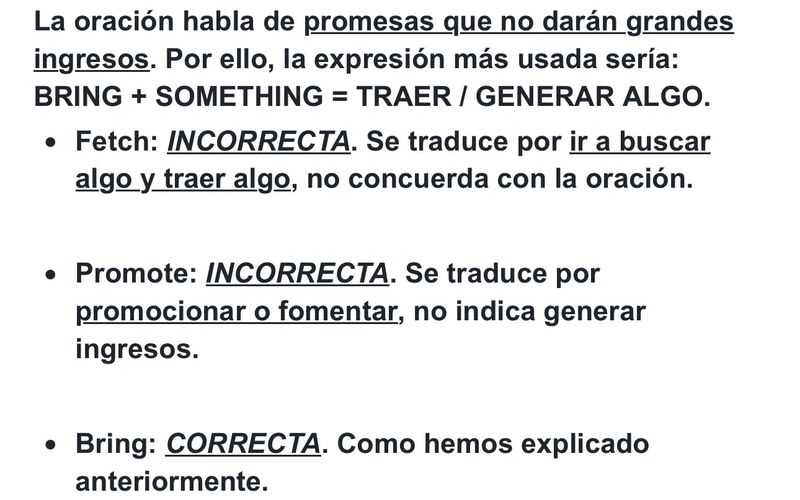 La oración habla de promesas que no darán grandes
ingresos. Por ello, la expresión más usada sería:
BRING + SOMETHING = TRAER / GENERAR ALGO.
• Fetch: INCORRECTA. Se traduce por ir a buscar
algo y traer algo, no concuerda con la oración.
• Promote: INCORRECTA. Se traduce por
promocionar o fomentar, no indica generar
ingresos.
• Bring: CORRECTA. Como hemos explicado
anteriormente.